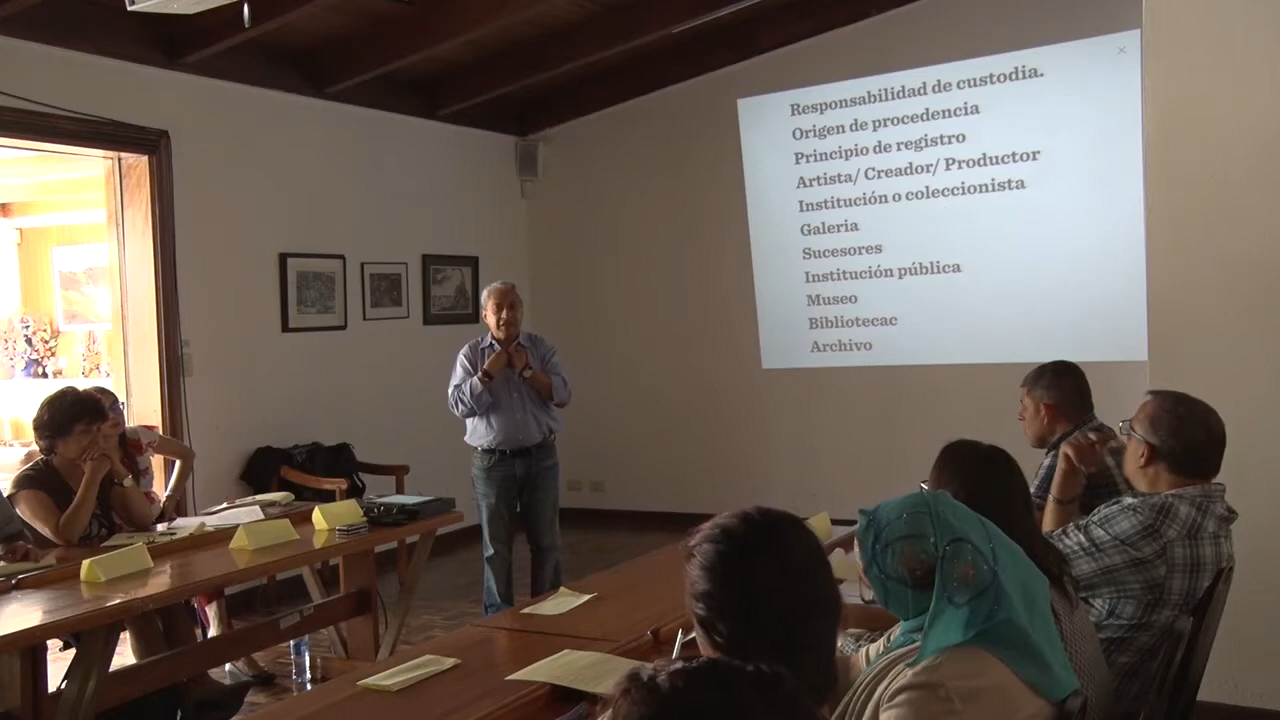 Responsabilidad de custodia.
Origen de procedencia
Principio de registro
Artista/ Creador/ Productor
Institución o coleccionista
Galeria
Sucesores
Institución pública
Museo
Bibliotecac
Archivo